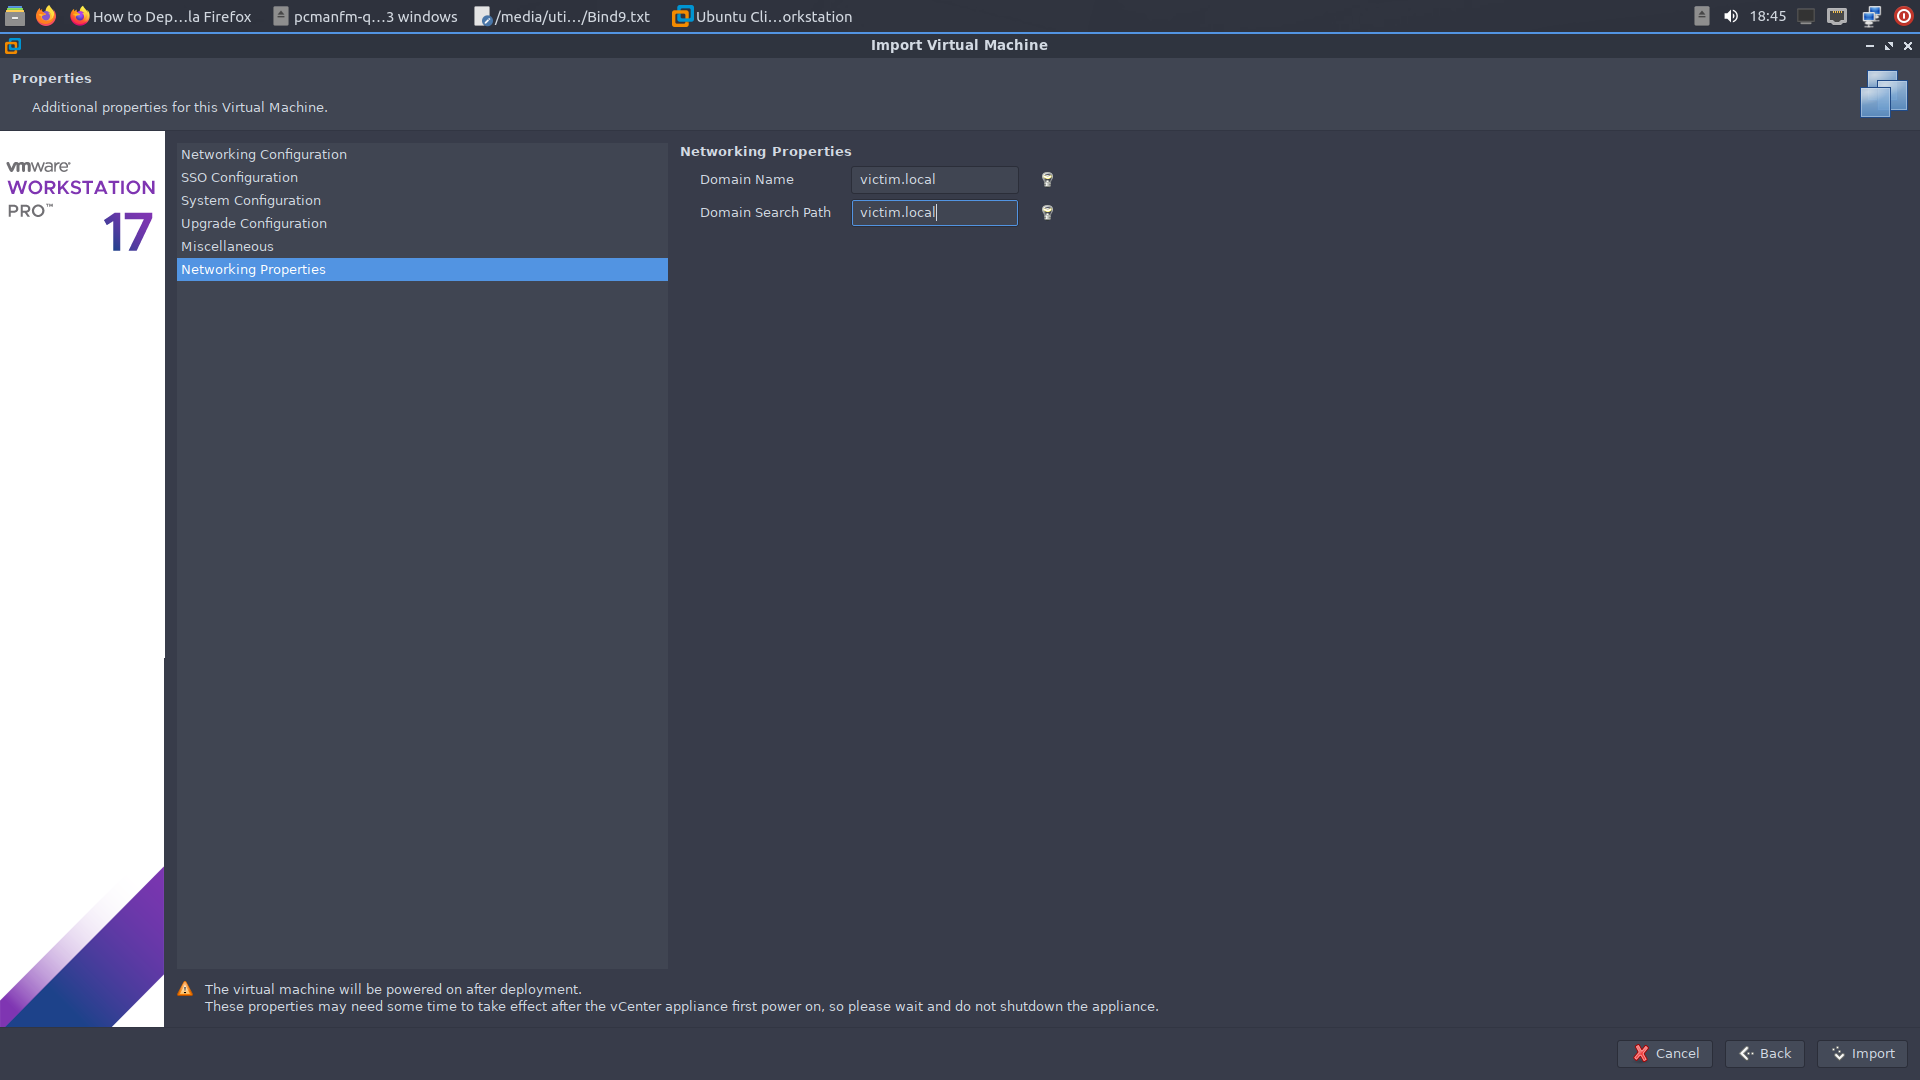 How to Dep...la Firefox
pcmanfm-q...3 windows
/media/uti.../Bind9.txt
Ubuntu Cli...orkstation
18:45
Import Virtual Machine
Properties
Additional properties for this Virtual Machine.
vmware®
WORKSTATION
PRO™
17
Networking Configuration
SSO Configuration
System Configuration
Upgrade Configuration
Miscellaneous
Networking Properties
Networking Properties
Domain Name victim.local
Domain Search Path victim.local
The virtual machine will be powered on after deployment.
These properties may need some time to take effect after the vCenter appliance first power on, so please wait and do not shutdown the appliance.
Cancel
Back
Import